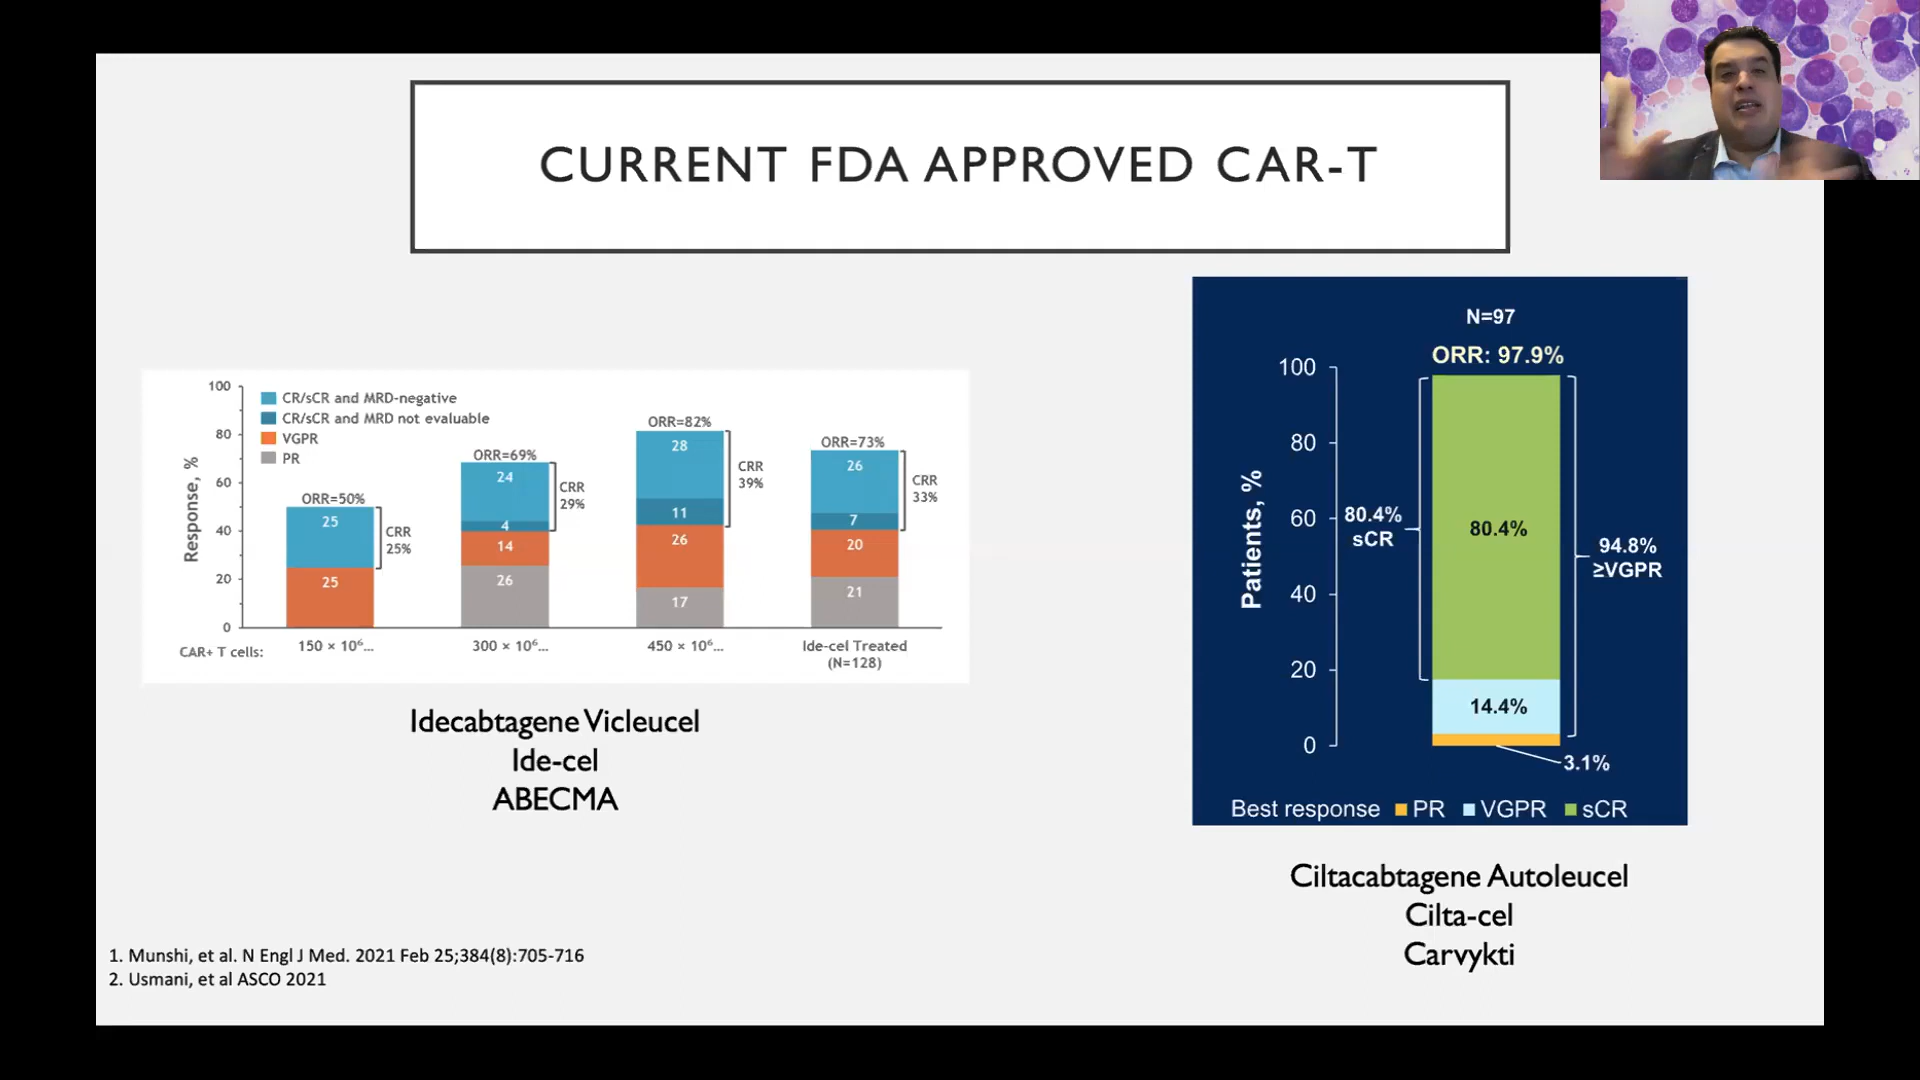 CURRENT FDA APPROVED CAR-T
100
80
60
40
20
0
Response, %
CR/sCR and MRD-negative
CR/sCR and MRD not evaluable
VGPR
PR
ORR=50%
25
25
CRR
25%
ORR=69%
24
4
14
26
CRR
29%
ORR=82%
28
11
26
17
CRR
39%
ORR=73%
26
7
20
21
CRR
33%
CAR+ T cells:
150 × 10⁶...
300 × 10⁶...
450 × 10⁶...
Ide-cel Treated
(N=128)
Idecabtagene Vicleucel
Ide-cel
ABECMA
N=97
ORR: 97.9%
100
80
60
40
20
0
Patients, %
80.4%
sCR
80.4%
14.4%
3.1%
94.8%
≥VGPR
Best response PR VGPR sCR
Ciltacabtagene Autoleucel
Cilta-cel
Carvykti
1. Munshi, et al. N Engl J Med. 2021 Feb 25;384(8):705-716
2. Usmani, et al ASCO 2021